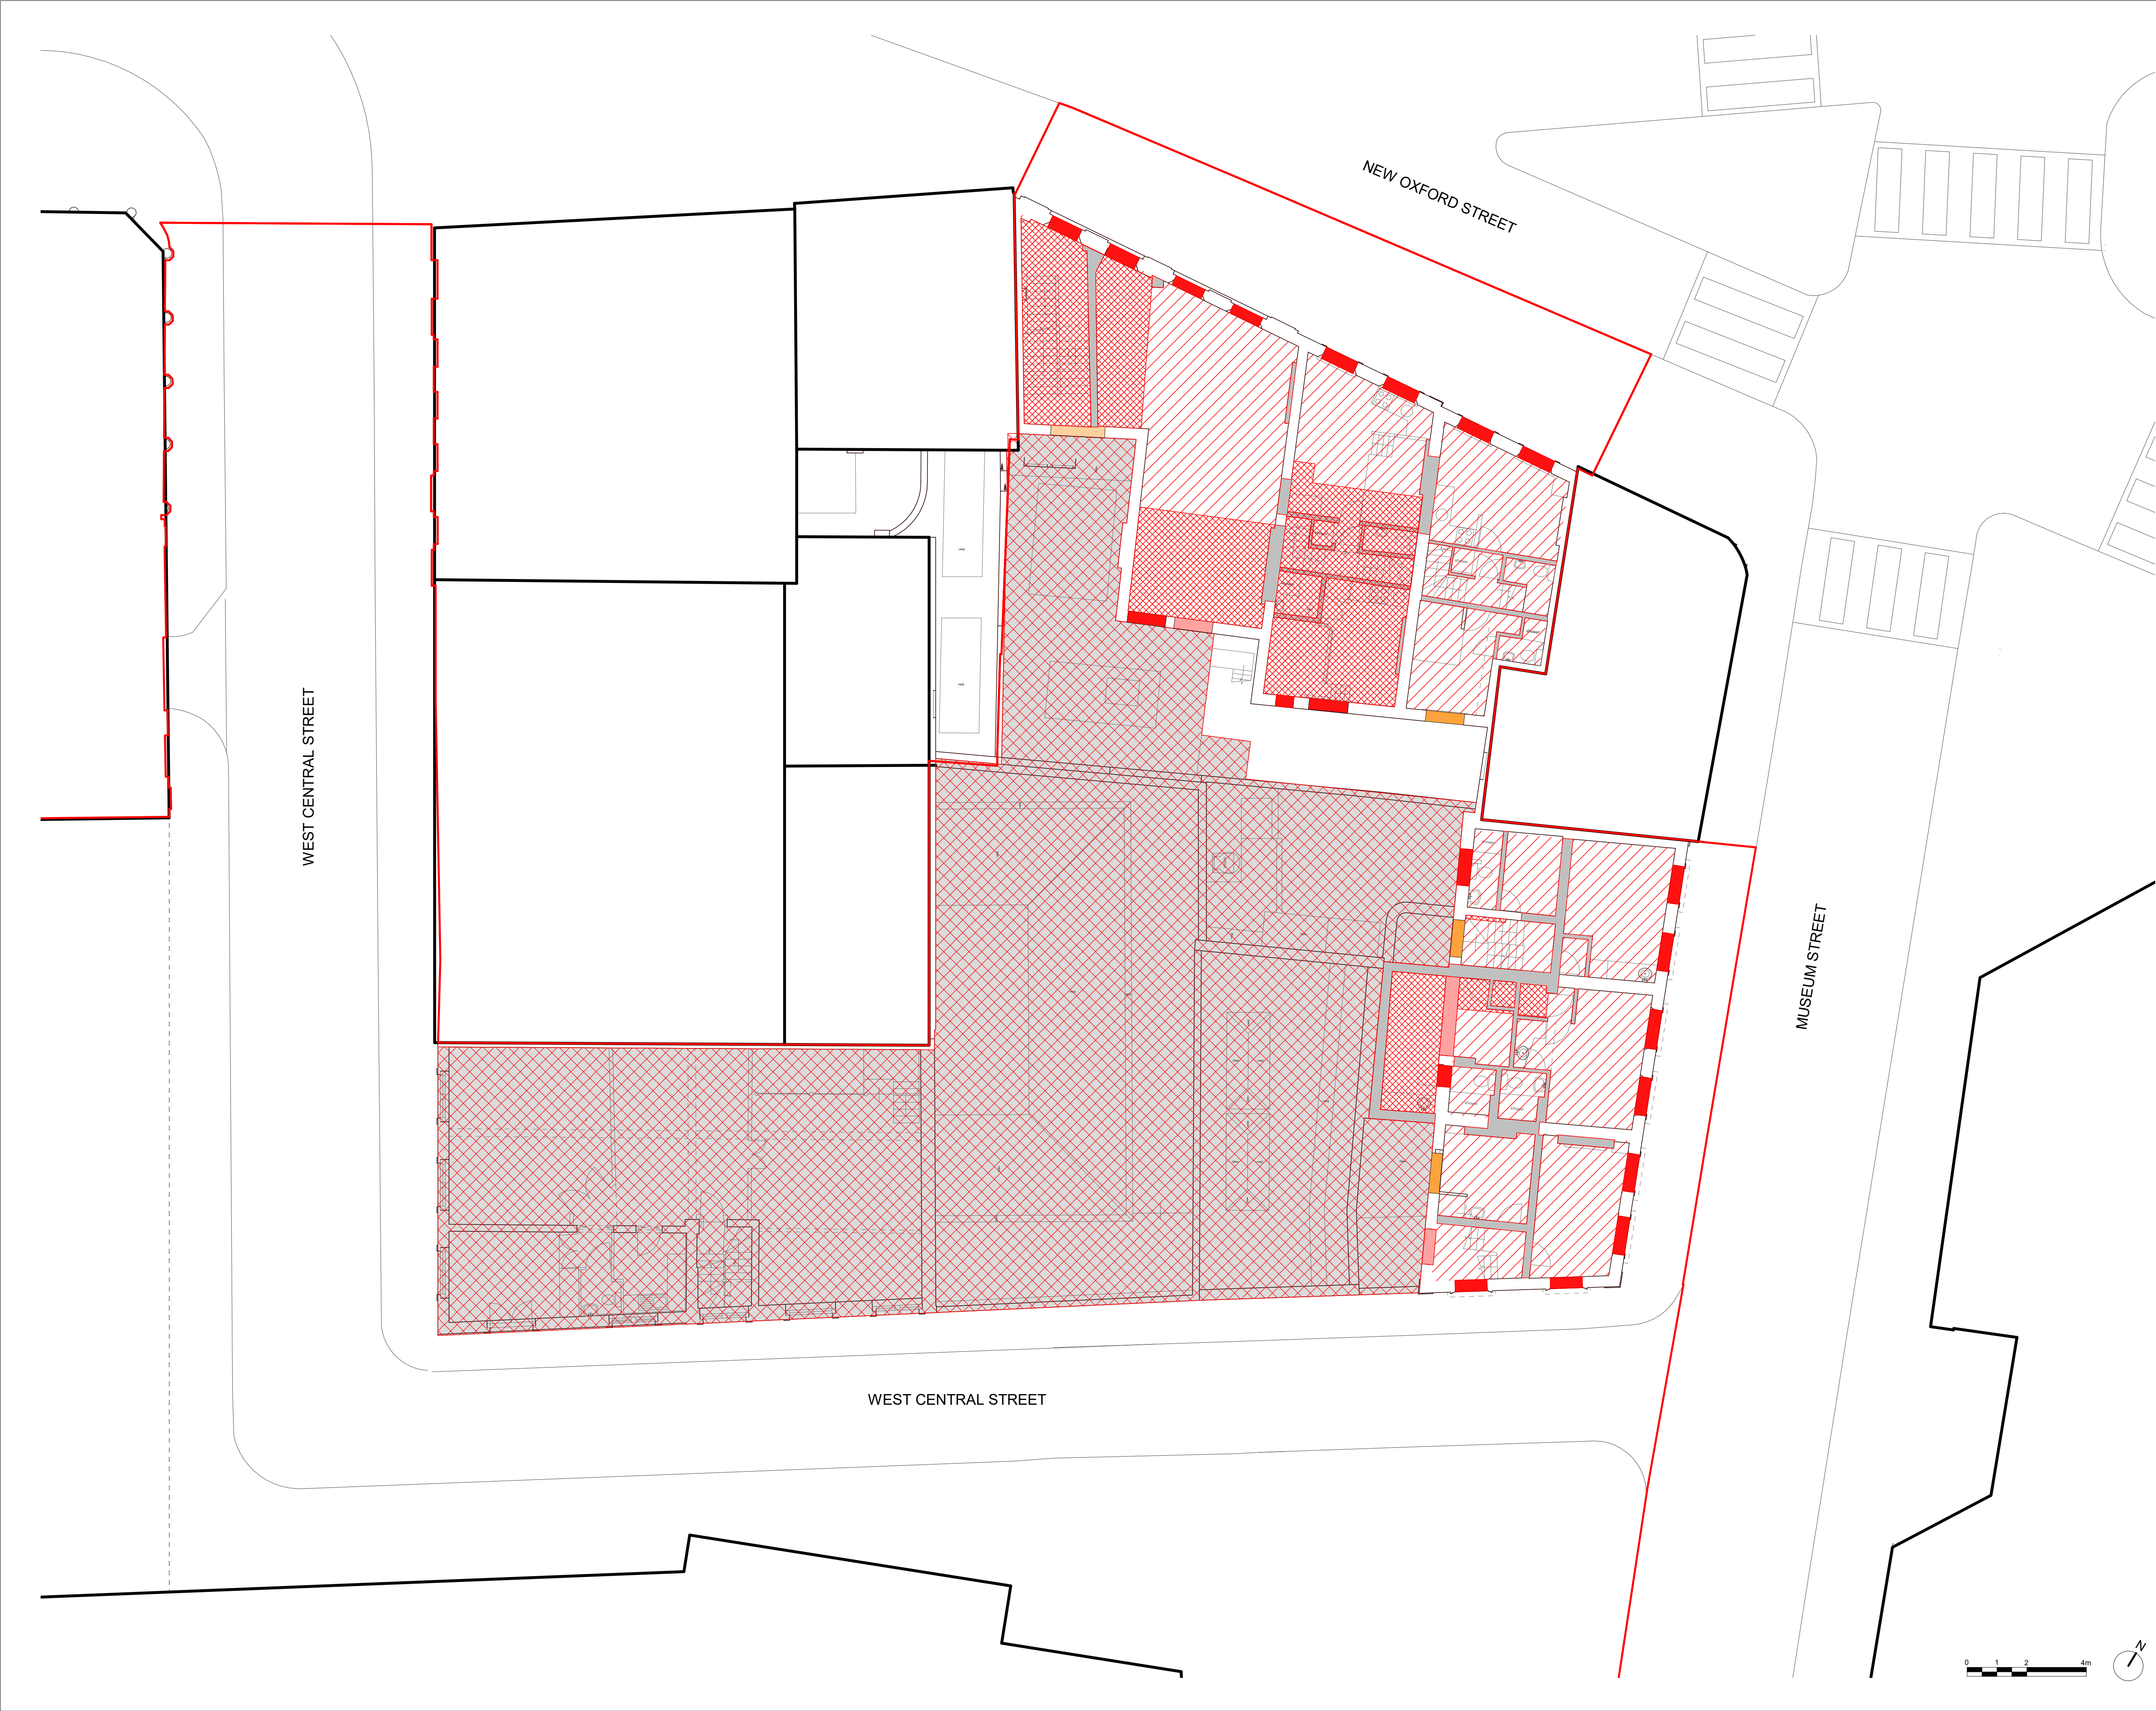 NEW OXFORD STREET
WEST CENTRAL STREET
MUSEUM STREET
WEST CENTRAL STREET
N
0 1 2 4m